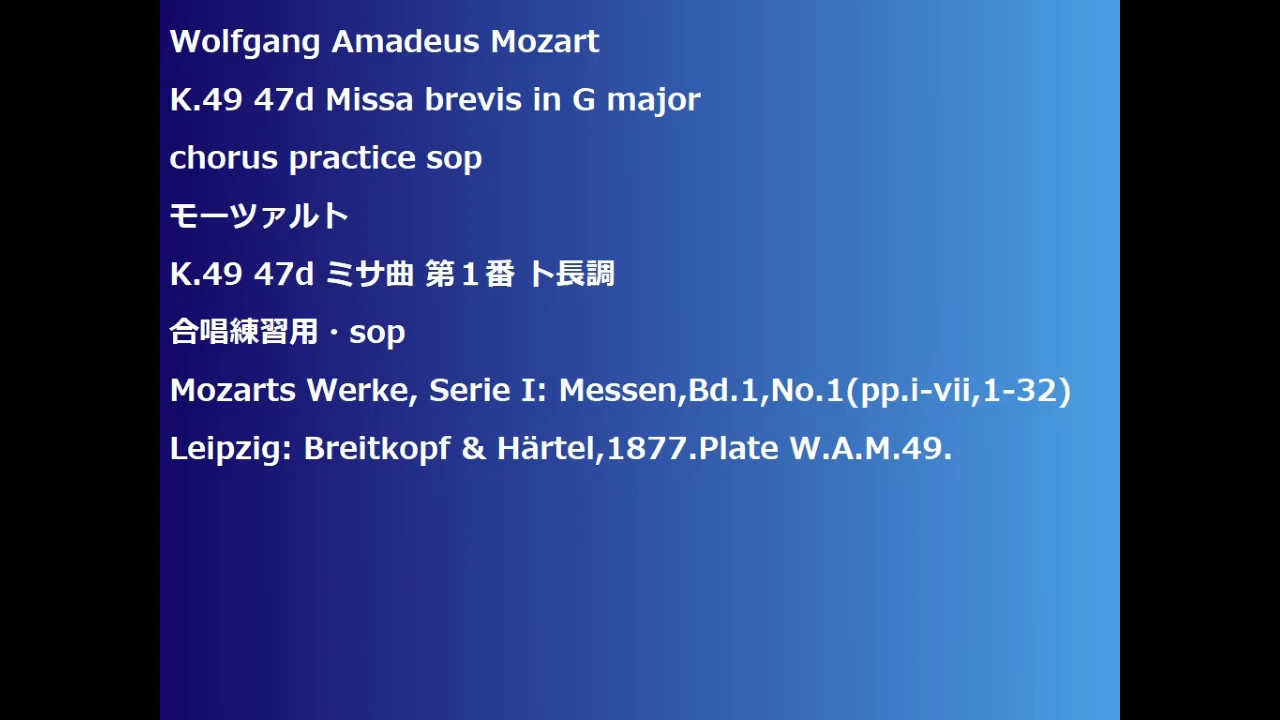 Wolfgang Amadeus Mozart
K.49 47d Missa brevis in G major
chorus practice sop
モーツァルト
K.49 47d ミサ曲 第１番 ト長調
合唱練習用・sop
Mozarts Werke, Serie I: Messen,Bd.1,No.1(pp.i-vii,1-32)
Leipzig: Breitkopf & Härtel,1877.Plate W.A.M.49.